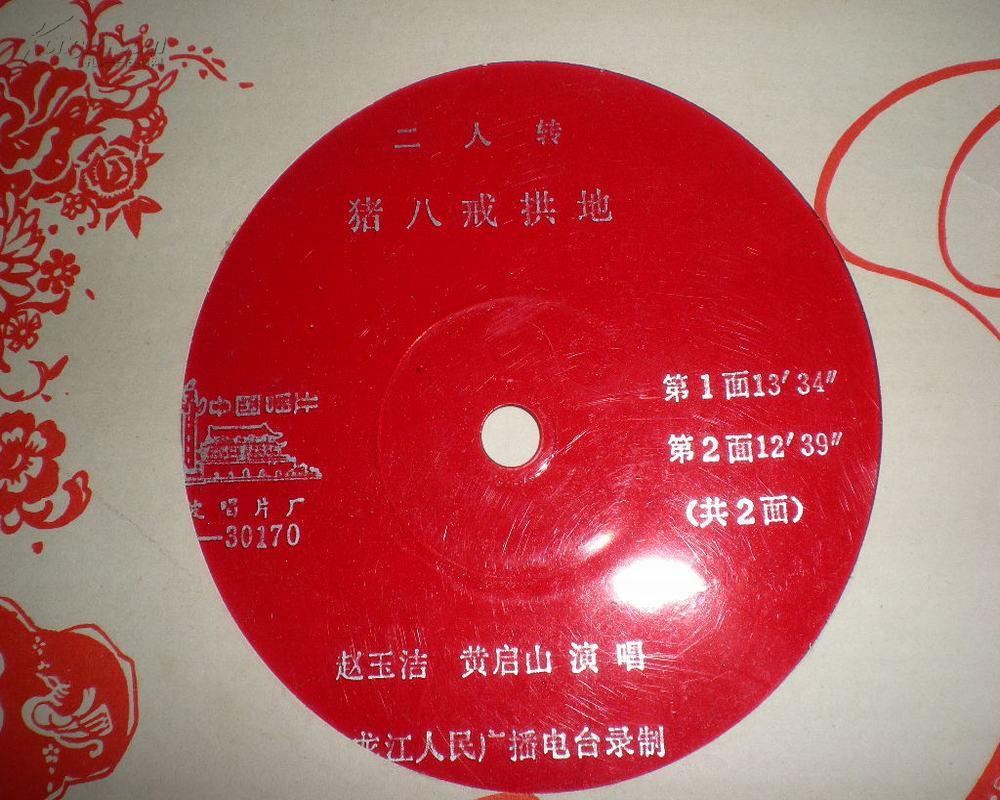 二人转
猪八戒拱地
中国唱片
唱片厂
—30170
第1面13′34″
第2面12′39″
(共2面)
赵玉洁 黄启山 演唱
龙江人民广播电台录制